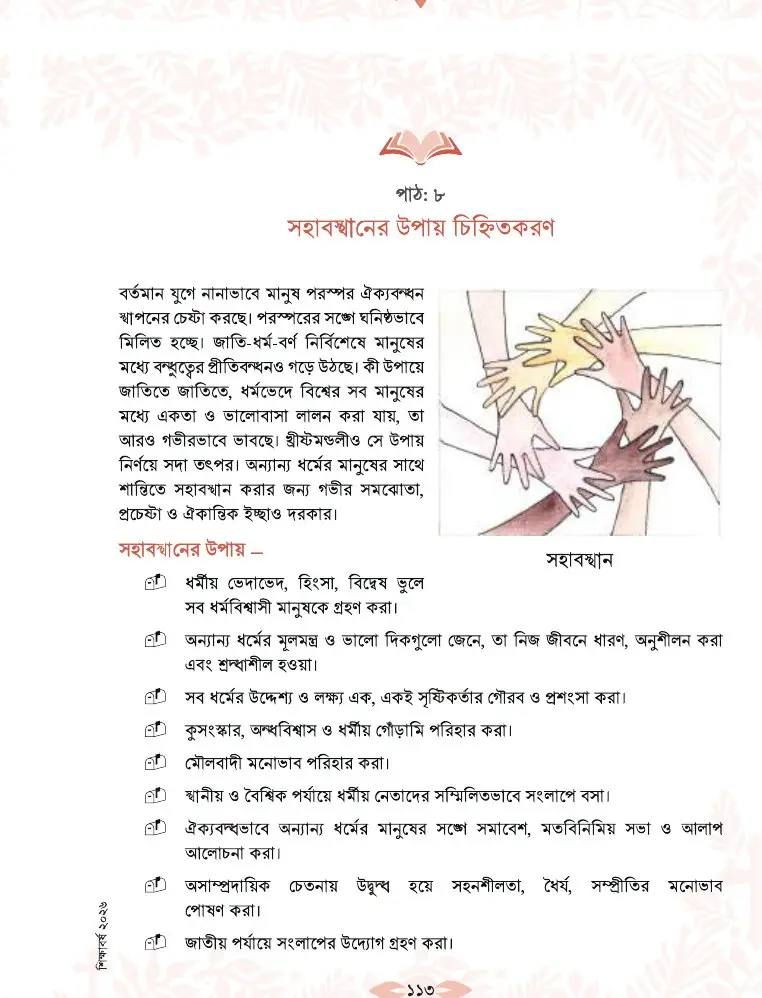 পাঠ: ৮
সহাবস্থানের উপায় চিহ্নিতকরণ
বর্তমান যুগে নানাভাবে মানুষ পরস্পর ঐক্যবন্ধন
স্থাপনের চেষ্টা করছে। পরস্পরের সঙ্গে ঘনিষ্ঠভাবে
মিলিত হচ্ছে। জাতি-ধর্ম-বর্ণ নির্বিশেষে মানুষের
মধ্যে বন্ধুত্বের প্রীতিবন্ধনও গড়ে উঠছে। কী উপায়ে
জাতিতে জাতিতে, ধর্মভেদে বিশ্বের সব মানুষের
মধ্যে একতা ও ভালোবাসা লালন করা যায়, তা
আরও গভীরভাবে ভাবছে। খ্রীষ্টমন্ডলীও সে উপায়
নির্ণয়ে সদা তৎপর। অন্যান্য ধর্মের মানুষের সাথে
শান্তিতে সহাবস্থান করার জন্য গভীর সমঝোতা,
প্রচেষ্টা ও ঐকান্তিক ইচ্ছাও দরকার।
সহাবস্থান
সহাবস্থানের উপায় –
ধর্মীয় ভেদাভেদ, হিংসা, বিদ্বেষ ভুলে
সব ধর্মবিশ্বাসী মানুষকে গ্রহণ করা।
অন্যান্য ধর্মের মূলমন্ত্র ও ভালো দিকগুলো জেনে, তা নিজ জীবনে ধারণ, অনুশীলন করা
এবং শ্রদ্ধাশীল হওয়া।
সব ধর্মের উদ্দেশ্য ও লক্ষ্য এক, একই সৃষ্টিকর্তার গৌরব ও প্রশংসা করা।
কুসংস্কার, অন্ধবিশ্বাস ও ধর্মীয় গোঁড়ামি পরিহার করা।
মৌলবাদী মনোভাব পরিহার করা।
স্থানীয় ও বৈশ্বিক পর্যায়ে ধর্মীয় নেতাদের সম্মিলিতভাবে সংলাপে বসা।
ঐক্যবদ্ধভাবে অন্যান্য ধর্মের মানুষের সঙ্গে সমাবেশ, মতবিনিময় সভা ও আলাপ
আলোচনা করা।
অসাম্প্রদায়িক চেতনায় উদ্বুদ্ধ হয়ে সহনশীলতা, ধৈর্য, সম্প্রীতির মনোভাব
পোষণ করা।
জাতীয় পর্যায়ে সংলাপের উদ্যোগ গ্রহণ করা।
শিক্ষাবর্ষ ২০২৬
১১৩